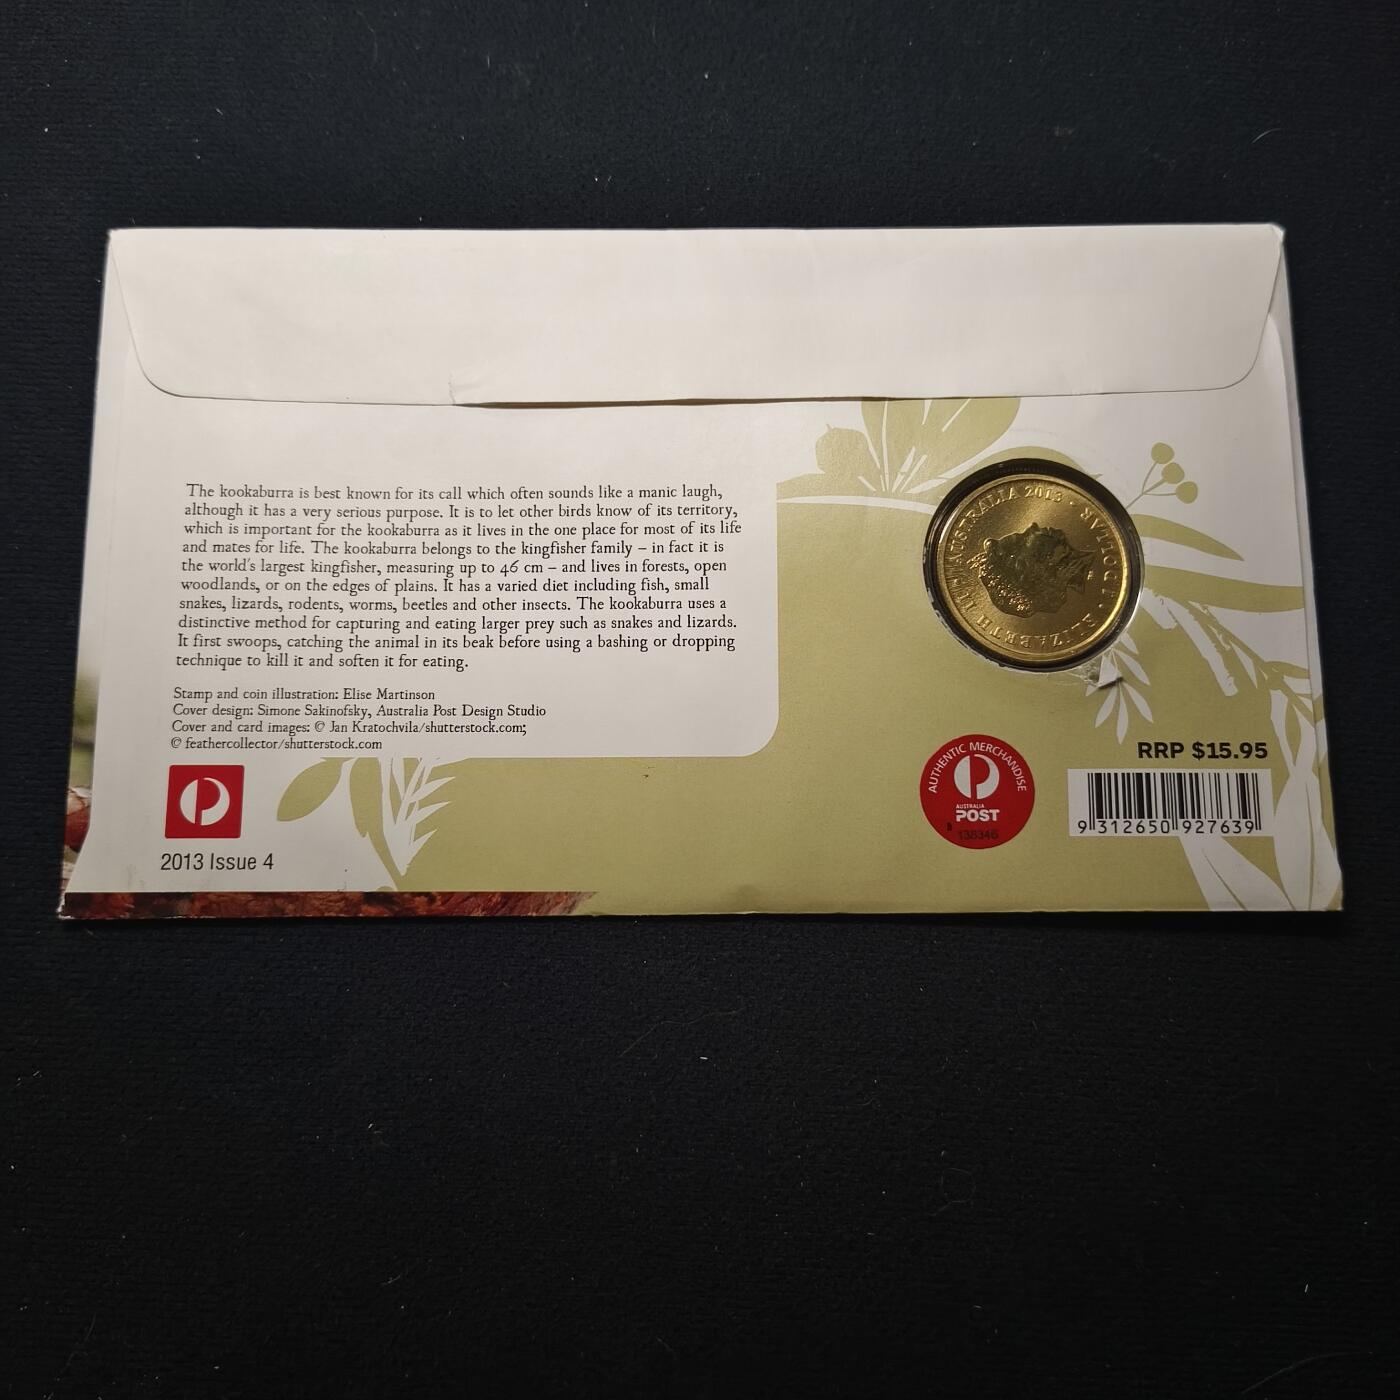 The kookaburra is best known for its call which often sounds like a manic laugh,
although it has a very serious purpose. It is to let other birds know of its territory,
which is important for the kookaburra as it lives in the one place for most of its life
and mates for life. The kookaburra belongs to the kingfisher family – in fact it is
the world's largest kingfisher, measuring up to 46 cm – and lives in forests, open
woodlands, or on the edges of plains. It has a varied diet including fish, small
snakes, lizards, rodents, worms, beetles and other insects. The kookaburra uses a
distinctive method for capturing and eating larger prey such as snakes and lizards.
It first swoops, catching the animal in its beak before using a bashing or dropping
technique to kill it and soften it for eating.
Stamp and coin illustration: Elise Martinson
Cover design: Simone Sakinofsky, Australia Post Design Studio
Cover and card images: © Jan Kratochvila/shutterstock.com;
© feathercollector/shutterstock.com
2013 Issue 4
ELIZABETH II AUSTRALIA 2013
1 DOLLAR
AUTHENTIC MERCHANDISE
AUSTRALIA
POST
138346
RRP $15.95
9 312650 927639